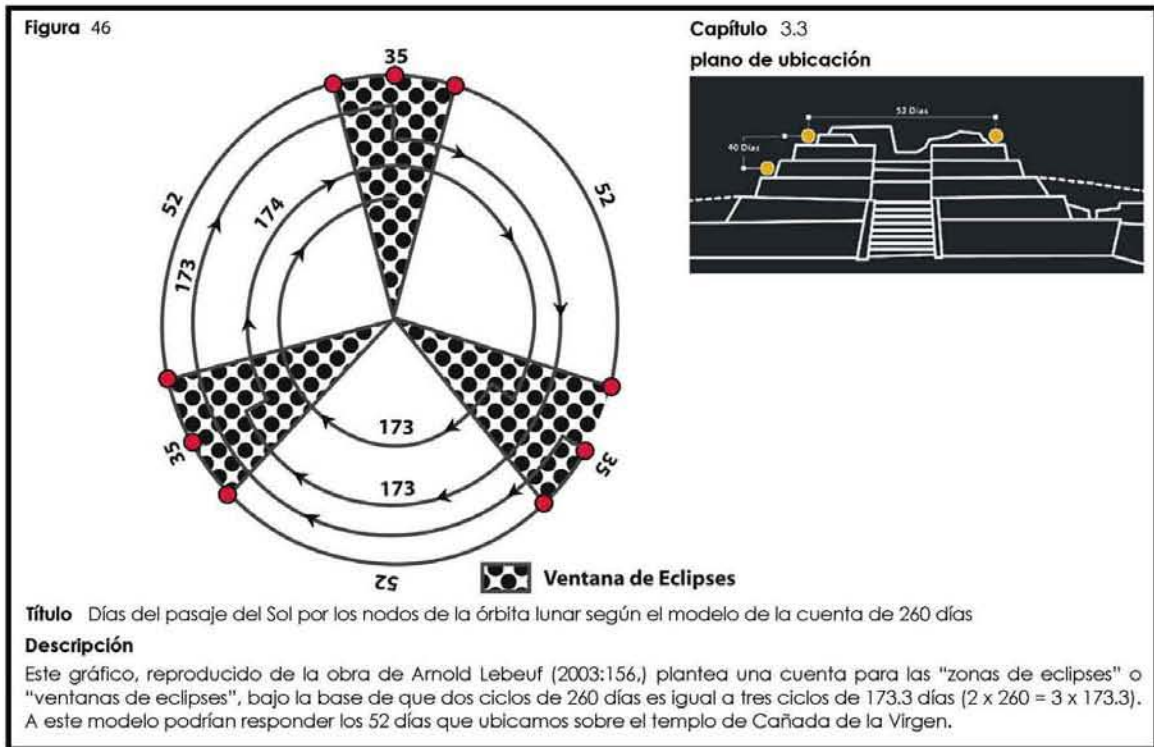 Figura 46
35
52
52
173
174
173
173
35
35
52
Ventana de Eclipses
Capítulo 3.3
plano de ubicación
52 Días
40 Días
Título Días del pasaje del Sol por los nodos de la órbita lunar según el modelo de la cuenta de 260 días
Descripción
Este gráfico, reproducido de la obra de Arnold Lebeuf (2003:156,) plantea una cuenta para las “zonas de eclipses” o
“ventanas de eclipses”, bajo la base de que dos ciclos de 260 días es igual a tres ciclos de 173.3 días (2 x 260 = 3 x 173.3).
A este modelo podrían responder los 52 días que ubicamos sobre el templo de Cañada de la Virgen.